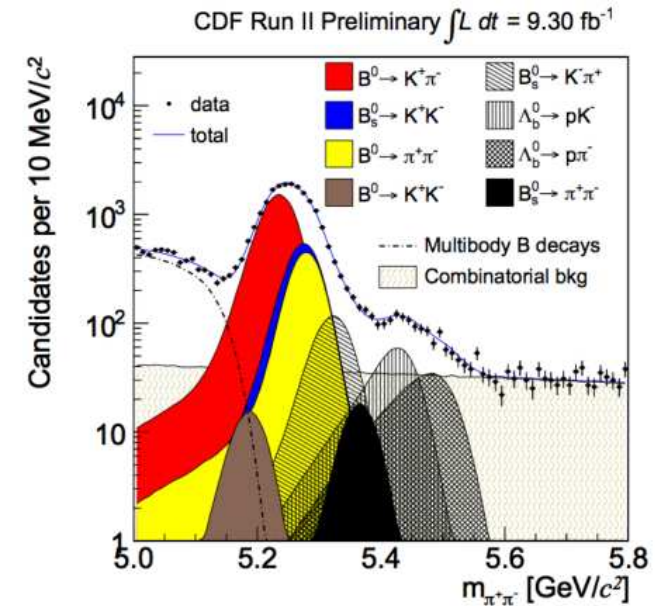 CDF Run II Preliminary ∫L dt = 9.30 fb⁻¹
Candidates per 10 MeV/c²
10⁴
10³
10²
10
1
data
total
B⁰→ K⁺π⁻
B⁰ₛ→ K⁺K⁻
B⁰→ π⁺π⁻
B⁰→ K⁺K⁻
B⁰ₛ→ K⁻π⁺
Λ⁰_b→ pK⁻
Λ⁰_b→ pπ⁻
B⁰ₛ→ π⁺π⁻
Multibody B decays
Combinatorial bkg
5.0 5.2 5.4 5.6 5.8
m_π⁺π⁻ [GeV/c²]